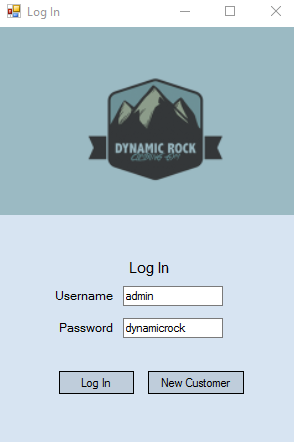 Log In
DYNAMIC ROCK
Log In
Username admin
Password dynamicrock
Log In New Customer